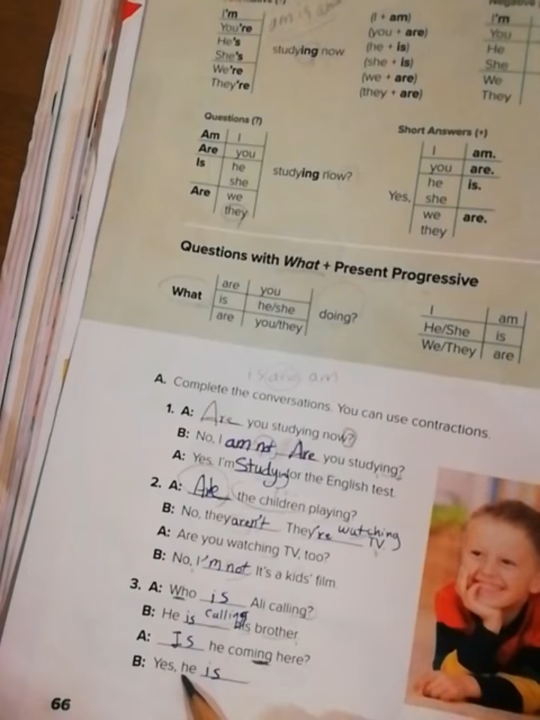 I'm
You're
He's
She's
We're
They're
studying now
(I + am)
(you + are)
(he + is)
(she + is)
(we + are)
(they + are)
I'm
You
He
She
We
They
Questions (?)
Am I
Are you
Is he
she
Are we
they
studying now?
Short Answers (+)
Yes,
I am.
you are.
he is.
she
we are.
they
Questions with What + Present Progressive
What
are you
is he/she
are you/they
doing?
I am
He/She is
We/They are
A. Complete the conversations. You can use contractions.
1. A: Are you studying now?
B: No, I am not Are you studying?
A: Yes, I'm Studyg for the English test.
2. A: Are the children playing?
B: No, they aren't They're watching TV.
A: Are you watching TV, too?
B: No, I'm not It's a kids' film.
3. A: Who is Ali calling?
B: He is calling his brother
A: Is he coming here?
B: Yes, he is
66